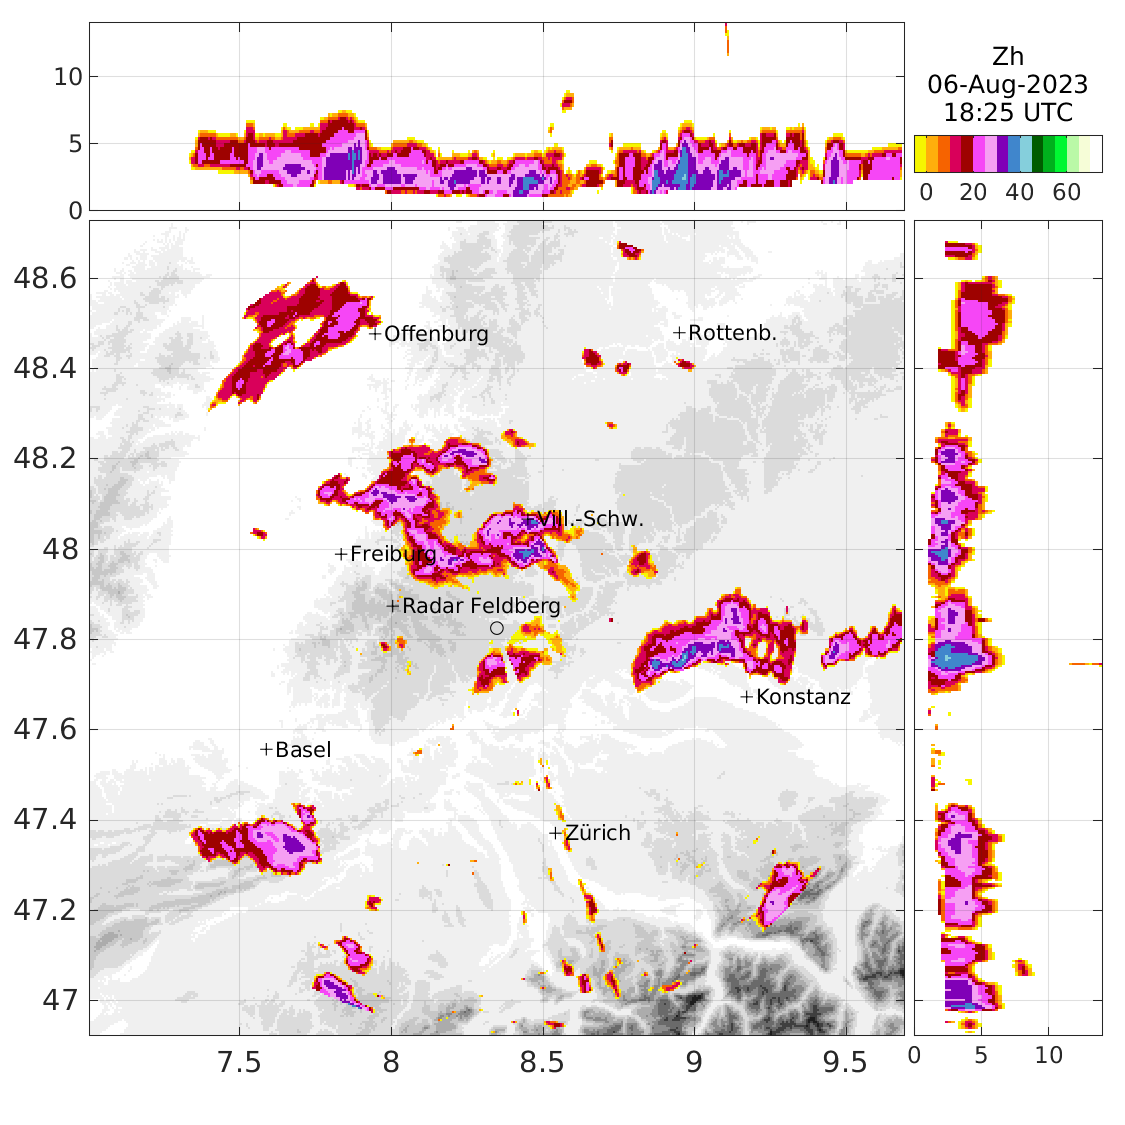 Zh
06-Aug-2023
18:25 UTC
0 20 40 60
10
5
0
48.6
Offenburg
Rottenb.
48.4
48.2
Vill.-Schw.
48
Freiburg
Radar Feldberg
47.8
Konstanz
47.6
Basel
47.4
Zürich
47.2
47
7.5 8 8.5 9 9.5
0 5 10